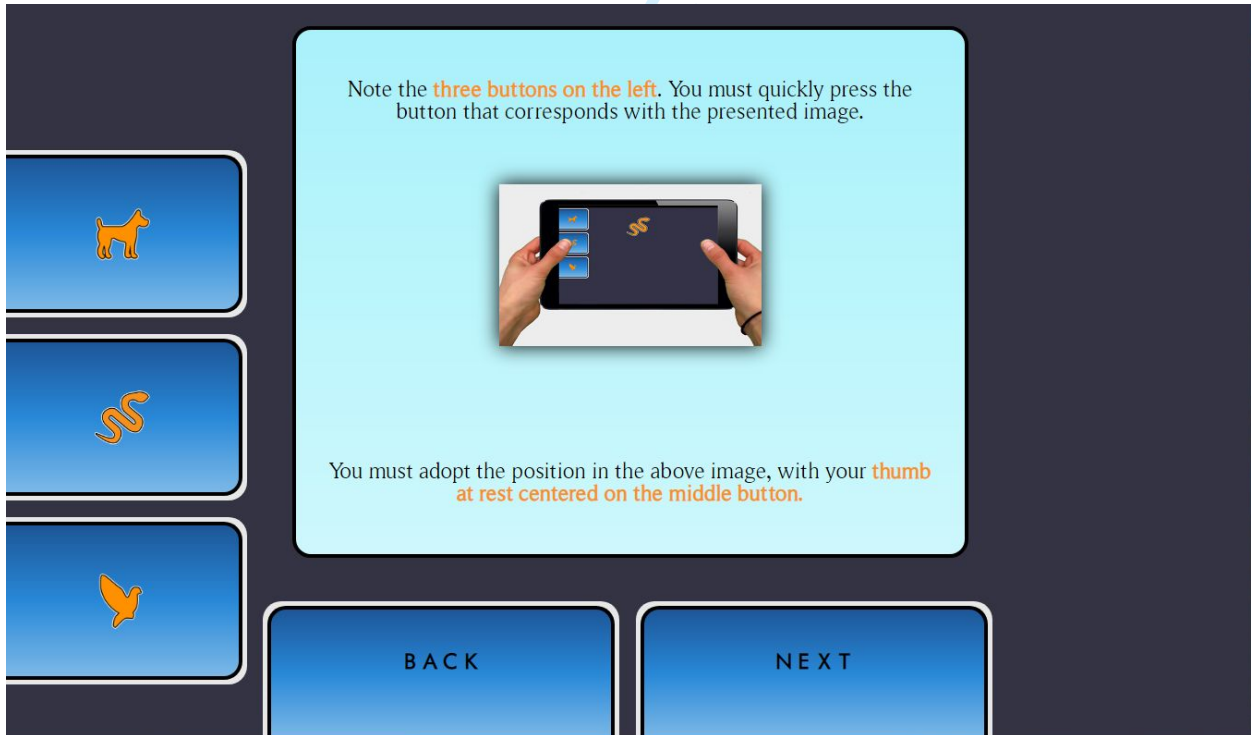 Note the three buttons on the left. You must quickly press the
button that corresponds with the presented image.
You must adopt the position in the above image, with your thumb
at rest centered on the middle button.
BACK
NEXT